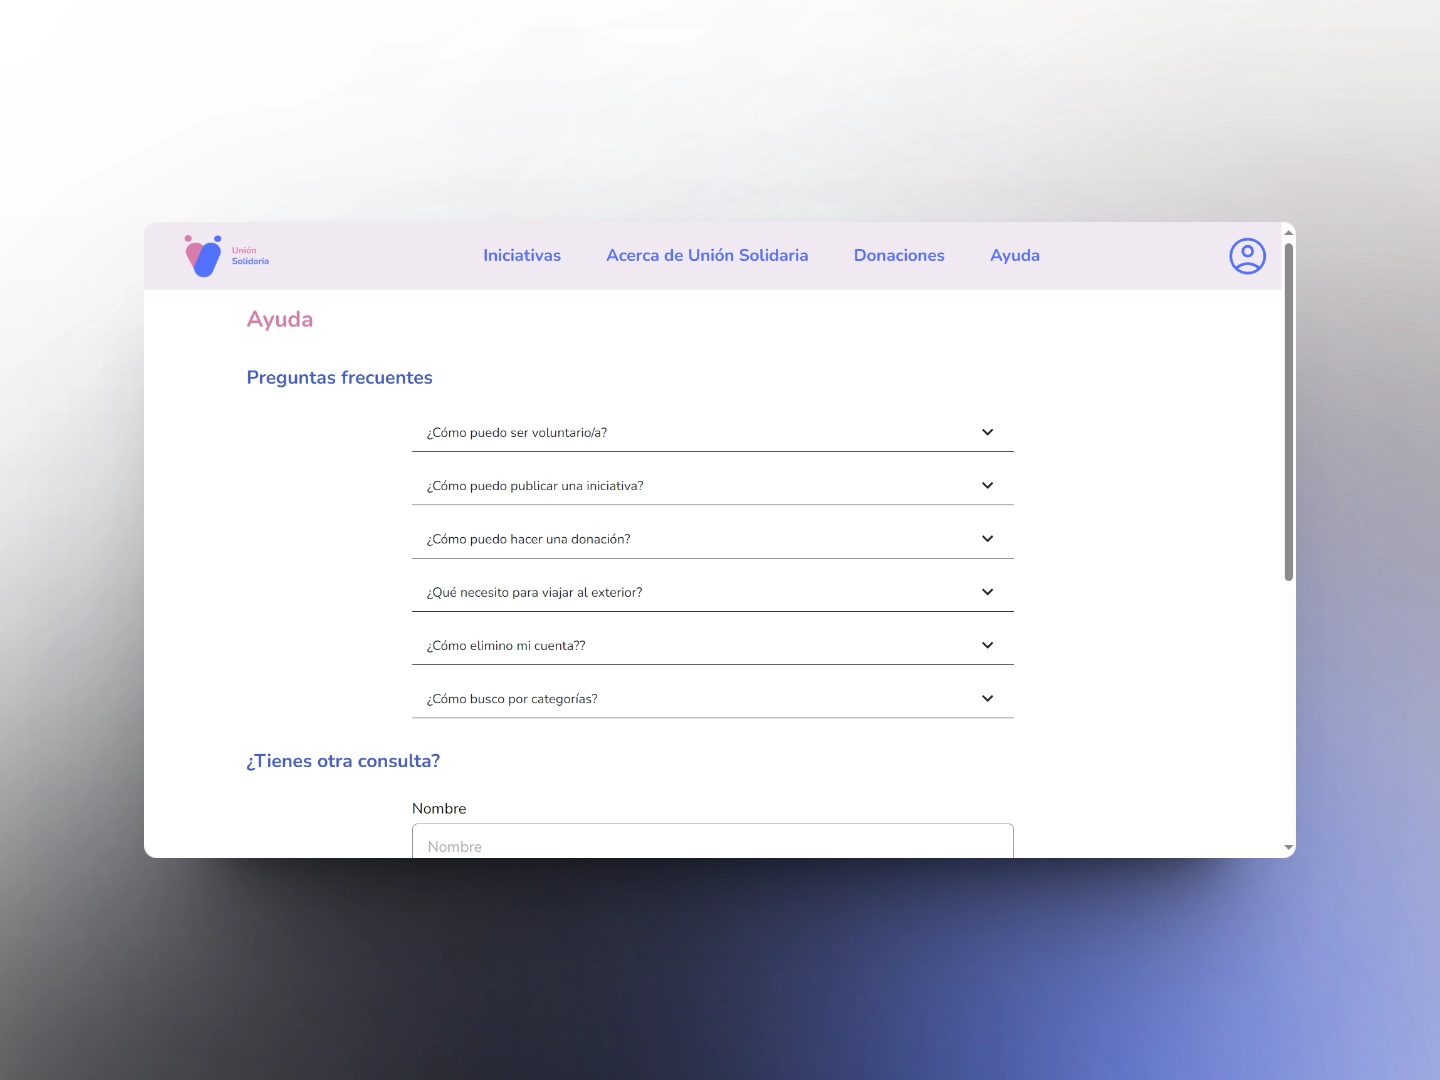 Unión
Solidaria
Iniciativas
Acerca de Unión Solidaria
Donaciones
Ayuda
Ayuda
Preguntas frecuentes
¿Cómo puedo ser voluntario/a?
¿Cómo puedo publicar una iniciativa?
¿Cómo puedo hacer una donación?
¿Qué necesito para viajar al exterior?
¿Cómo elimino mi cuenta??
¿Cómo busco por categorías?
¿Tienes otra consulta?
Nombre
Nombre